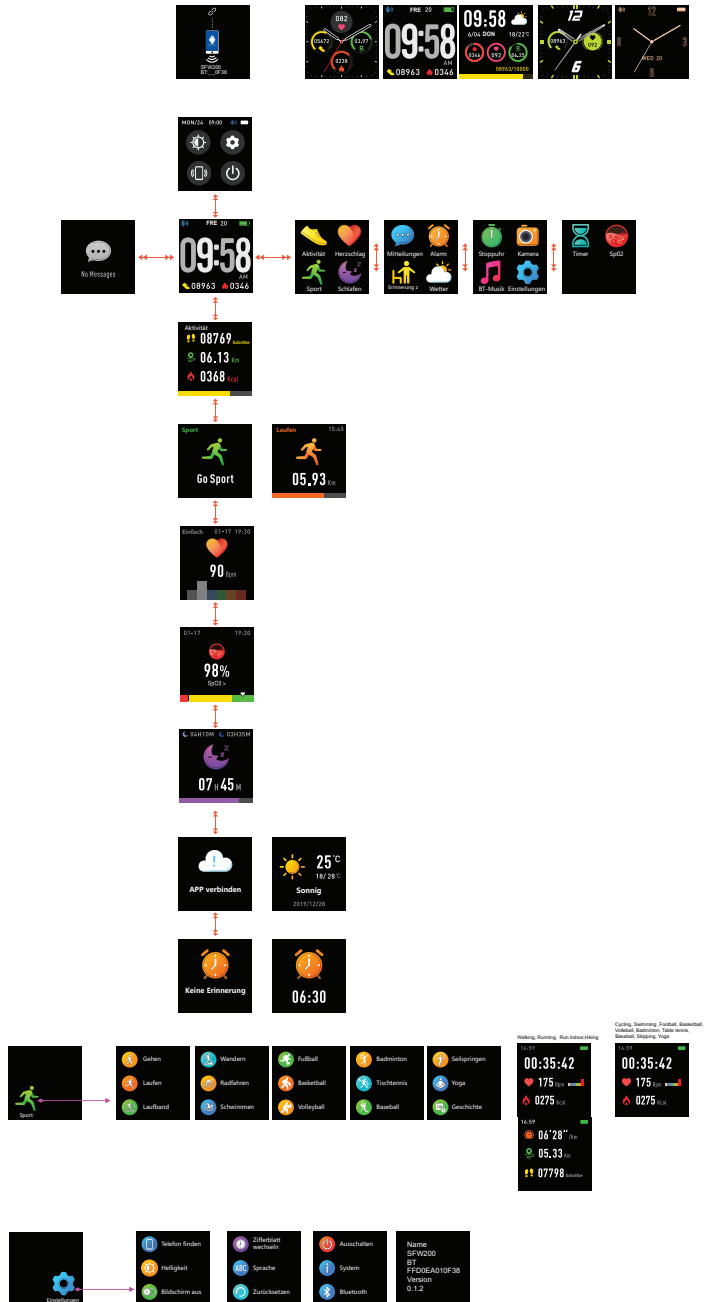 SFW200
BT:__0F38
082
05672
03.97
0238
09:58
AM
08963 0346
09:58
6/04 DON 18/22°C
0346 092 06.25
08963/10000
12
08963
092
6
12
3
WED 20
MON/24 09:00
No Messages
FRE 20
09:58
AM
08963 0346
Aktivität Herzschlag
Sport Schlafen
Mitteilungen Alarm
Erinnerung z Wetter
Stoppuhr Kamera
BT-Musik Einstellungen
Timer Sp02
Aktivität
08769 Schritte
06.13 Km
0368 Kcal
Sport
Go Sport
Laufen 15:45
05.93 Km
Einfach 01-17 19:30
90 Bpm
01-17 19:30
98%
SpO2 >
04H10M 03H35M
07 H 45 M
APP verbinden
25°C
18/ 28°C
Sonnig
2019/12/28
Keine Erinnerung
06:30
Sport
Gehen
Laufen
Laufband
Wandern
Radfahren
Schwimmen
Fußball
Basketball
Volleyball
Badminton
Tischtennis
Baseball
Seilspringen
Yoga
Geschichte
Walking, Running, Run Indoor,Hiking
16:59
00:35:42
175 Bpm
0275 Kcal
16:59
06'28" /Km
05.33 Km
07798 Schritte
Cycling, Swimming ,Football, Basketball,
Volleball, Badminton, Table tennis,
Baseball, Skipping, Yoga
16:59
00:35:42
175 Bpm
0275 Kcal
Einstellungen
Telefon finden
Helligkeit
Bildschirm aus
Zifferblatt
wechseln
ABC Sprache
Zurücksetzen
Ausschalten
System
Bluetooth
Name
SFW200
BT
FFD0EA010F38
Version
0.1.2